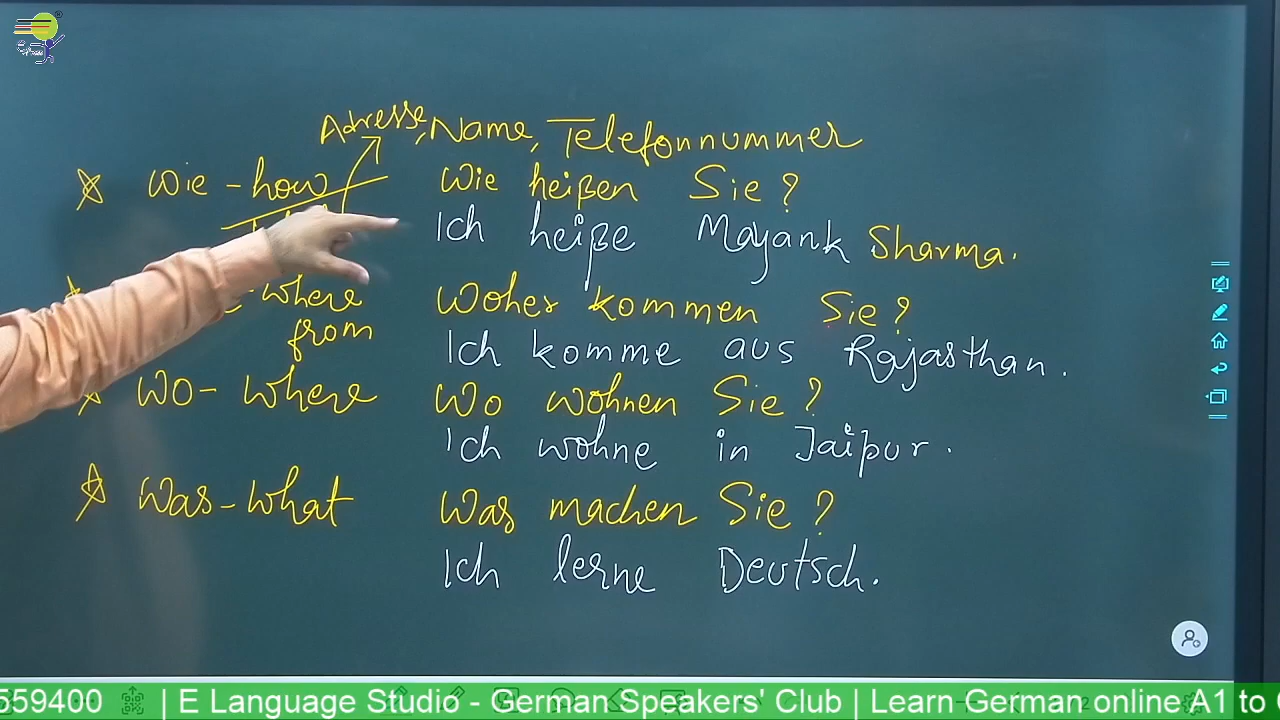 Adresse, Name, Telefonnummer
Wie - how Wie heißen Sie?
Ich heiße Mayank Sharma.
where Woher kommen Sie?
from Ich komme aus Rajasthan.
Wo - where Wo wohnen Sie?
Ich wohne in Jaipur.
Was - what Was machen Sie?
Ich lerne Deutsch.
559400 | E Language Studio - German Speakers' Club | Learn German online A1 to